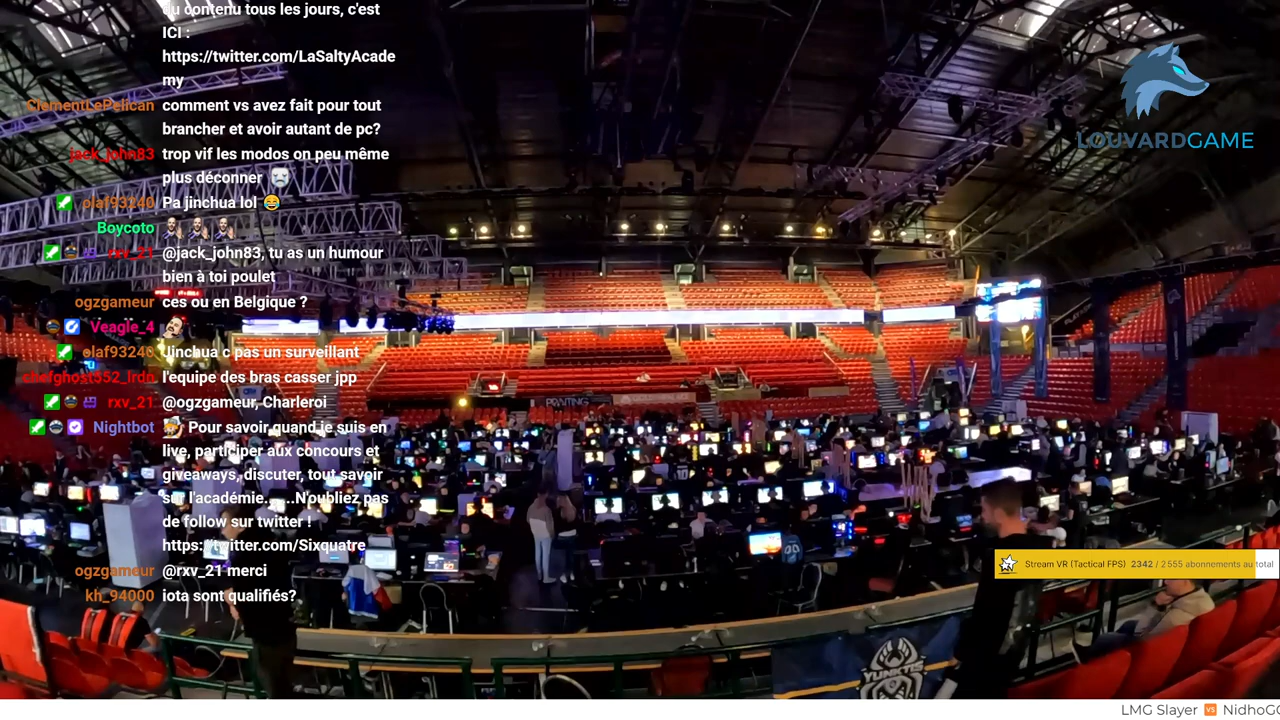 du contenu tous les jours, c'est
ICI :
https://twitter.com/LaSaltyAcade
my
ClementLePelican comment vs avez fait pour tout
brancher et avoir autant de pc?
jack_john83 trop vif les modos on peu même
plus déconner
olaf93240 Pa jinchua lol
Boycoto
rxv_21 @jack_john83, tu as un humour
bien à toi poulet
ogzgameur ces ou en Belgique ?
Veagle_4
olaf93240 Jinchua c pas un surveillant
chefghost552_lrdn l'equipe des bras casser jpp
rxv_21 @ogzgameur, Charleroi
Nightbot Pour savoir quand je suis en
live, participer aux concours et
giveaways, discuter, tout savoir
sur l'académie.......N'oubliez pas
de follow sur twitter !
https://twitter.com/Sixquatre
ogzgameur @rxv_21 merci
kh_94000 iota sont qualifiés?
LOUVARDGAME
Stream VR (Tactical FPS) 2342 / 2555 abonnements au total
YUNKTIS
LMG Slayer VS